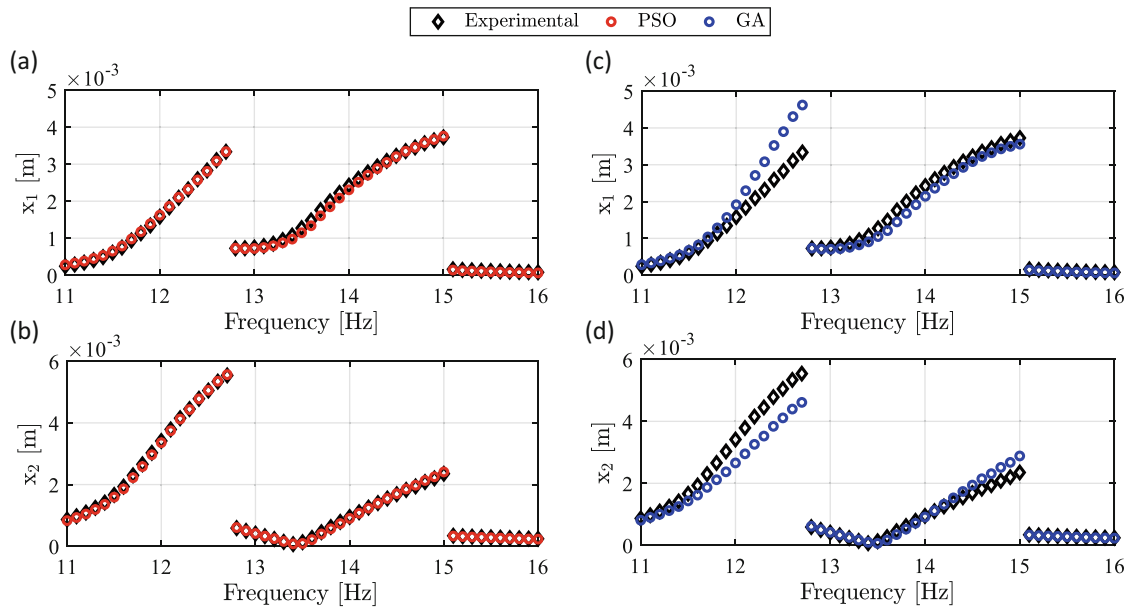 Experimental PSO GA
(a)
×10⁻³
5
4
3
2
1
0
x₁ [m]
11 12 13 14 15 16
Frequency [Hz]
(c)
×10⁻³
5
4
3
2
1
0
x₁ [m]
11 12 13 14 15 16
Frequency [Hz]
(b)
×10⁻³
6
4
2
0
x₂ [m]
11 12 13 14 15 16
Frequency [Hz]
(d)
×10⁻³
6
4
2
0
x₂ [m]
11 12 13 14 15 16
Frequency [Hz]